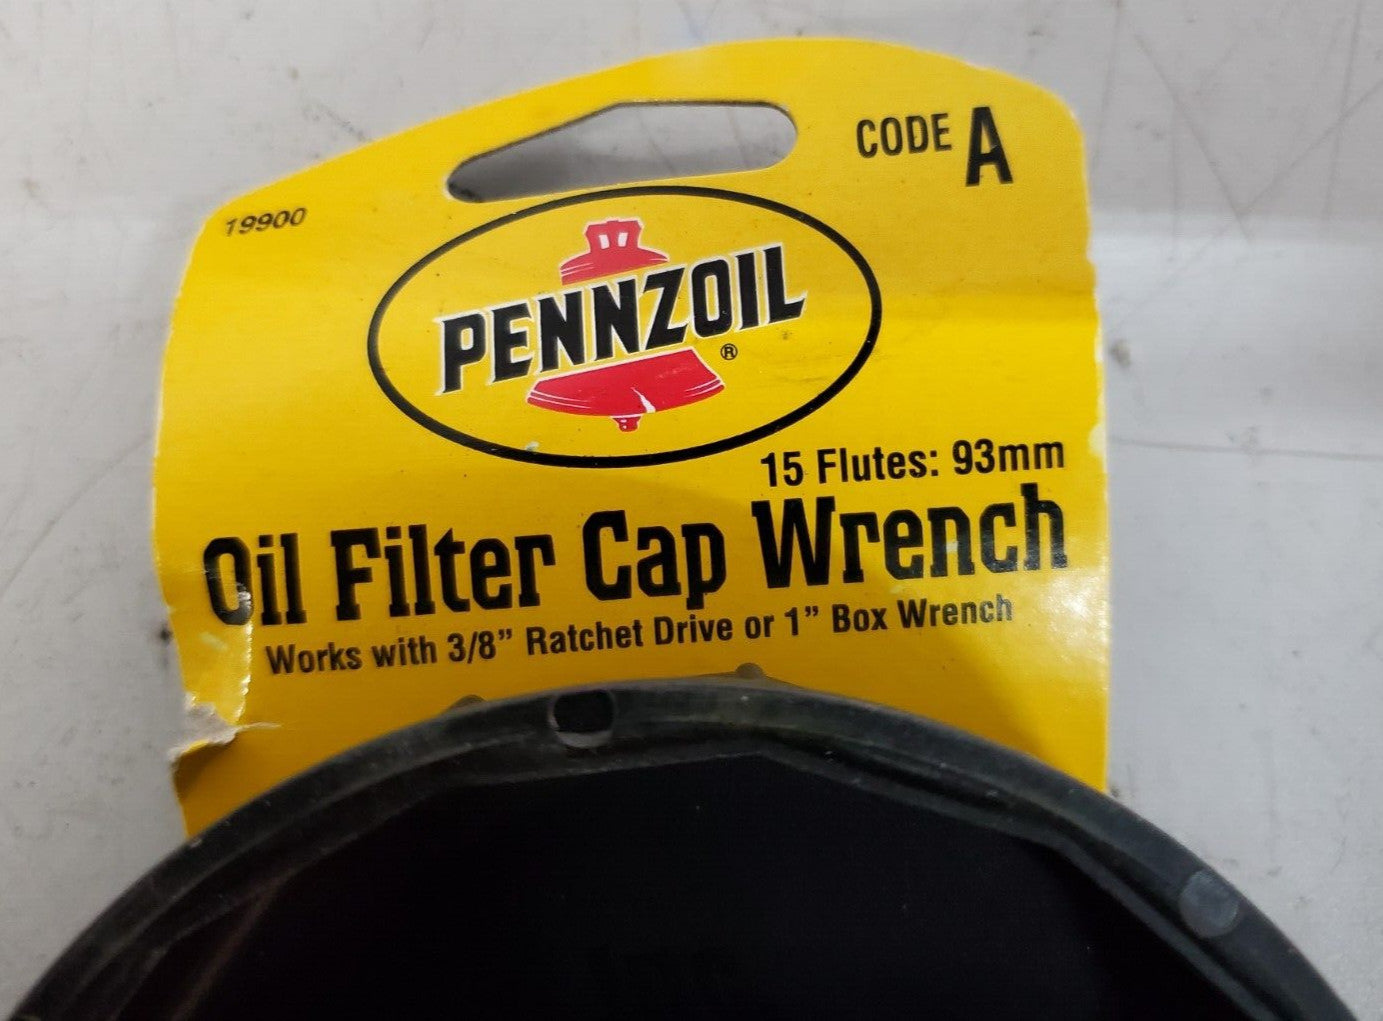 CODE A
19900
PENNZOIL
®
15 Flutes: 93mm
Oil Filter Cap Wrench
Works with 3/8” Ratchet Drive or 1” Box Wrench